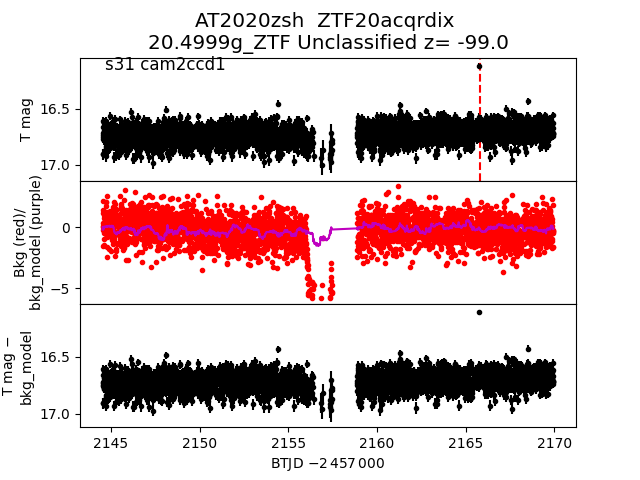 AT2020zsh ZTF20acqrdix
20.4999g_ZTF Unclassified z= -99.0
s31 cam2ccd1
T mag
16.5
17.0
Bkg (red)/
bkg_model (purple)
0
−5
T mag −
bkg_model
16.5
17.0
2145 2150 2155 2160 2165 2170
BTJD −2 457 000